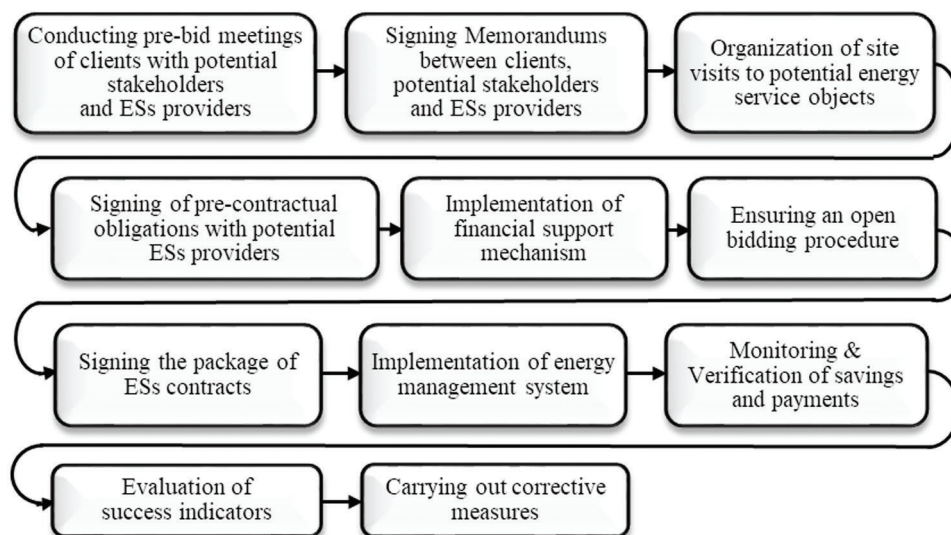 Conducting pre-bid meetings
of clients with potential
stakeholders
and ESs providers
Signing Memorandums
between clients,
potential stakeholders
and ESs providers
Organization of site
visits to potential energy
service objects
Signing of pre-contractual
obligations with potential
ESs providers
Implementation of
financial support
mechanism
Ensuring an open
bidding procedure
Signing the package of
ESs contracts
Implementation of energy
management system
Monitoring &
Verification of savings
and payments
Evaluation of
success indicators
Carrying out corrective
measures